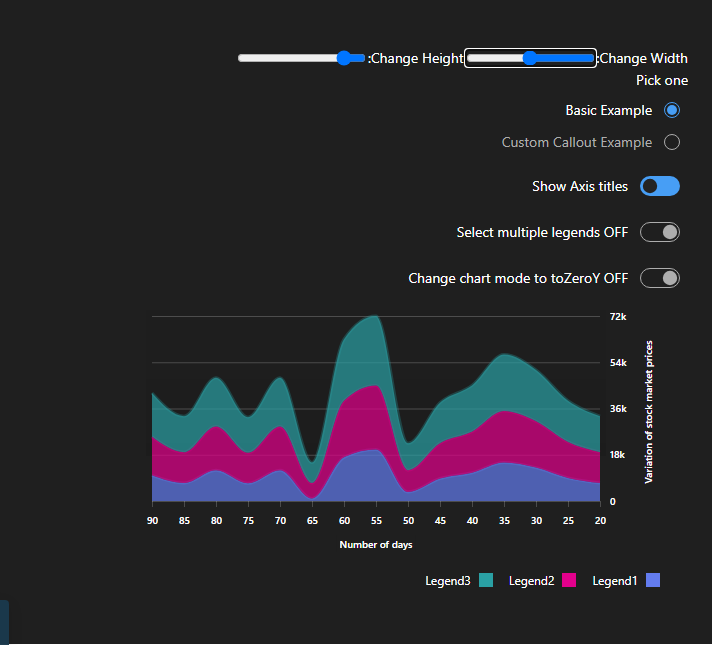 Change Width:
Change Height:
Pick one
Basic Example
Custom Callout Example
Show Axis titles
Select multiple legends OFF
Change chart mode to toZeroY OFF
72k
54k
36k
18k
0
Variation of stock market prices
90 85 80 75 70 65 60 55 50 45 40 35 30 25 20
Number of days
Legend3 Legend2 Legend1